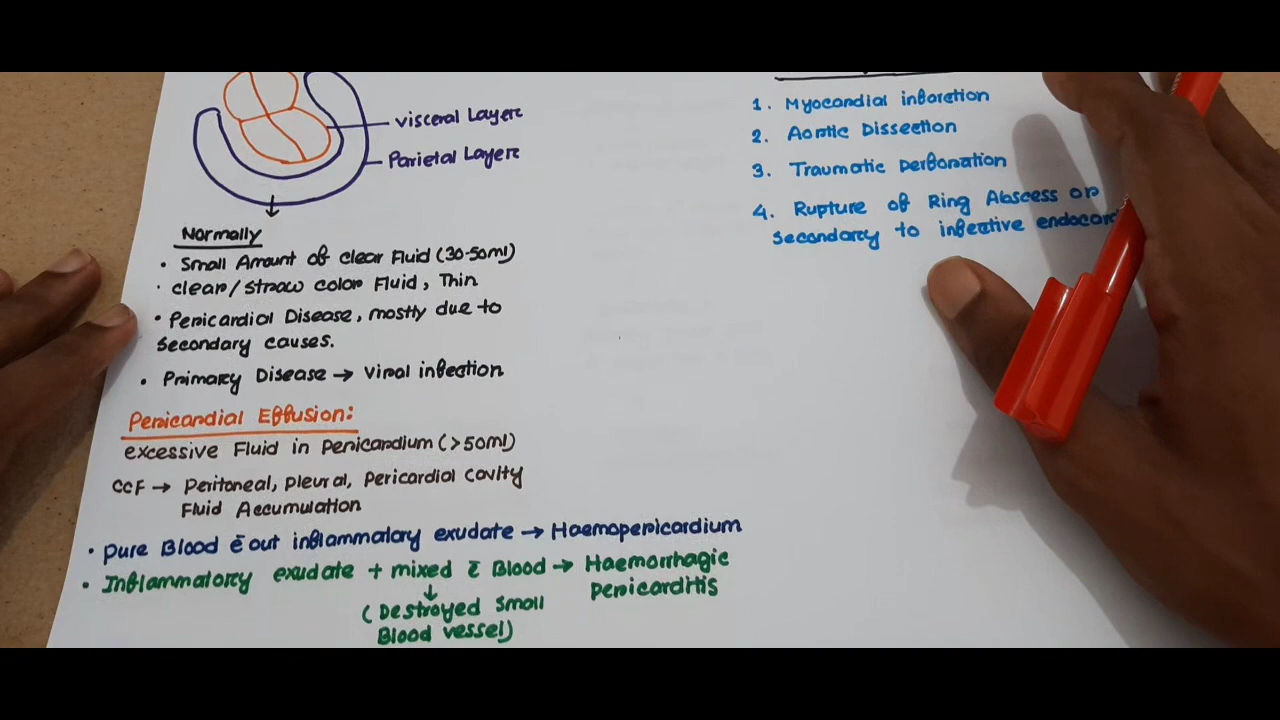 visceral Layer
Parietal Layer
Normally
• Small Amount of clear Fluid (30-50ml)
• clear/straw color Fluid, Thin
• Pericardial Disease, mostly due to
secondary causes.
• Primary Disease → viral infection
Pericardial Effusion:
excessive Fluid in Pericardium (>50ml)
CCF → Peritoneal, pleural, Pericardial cavity
Fluid Accumulation
• Pure Blood c̄ out inflammatory exudate → Haemopericardium
• Inflammatory exudate + mixed c̄ Blood → Haemorrhagic
Pericarditis
↓
(Destroyed Small
Blood vessel)
1. Myocardial infarction
2. Aortic Dissection
3. Traumatic perforation
4. Rupture of Ring Abscess or
secondary to infective